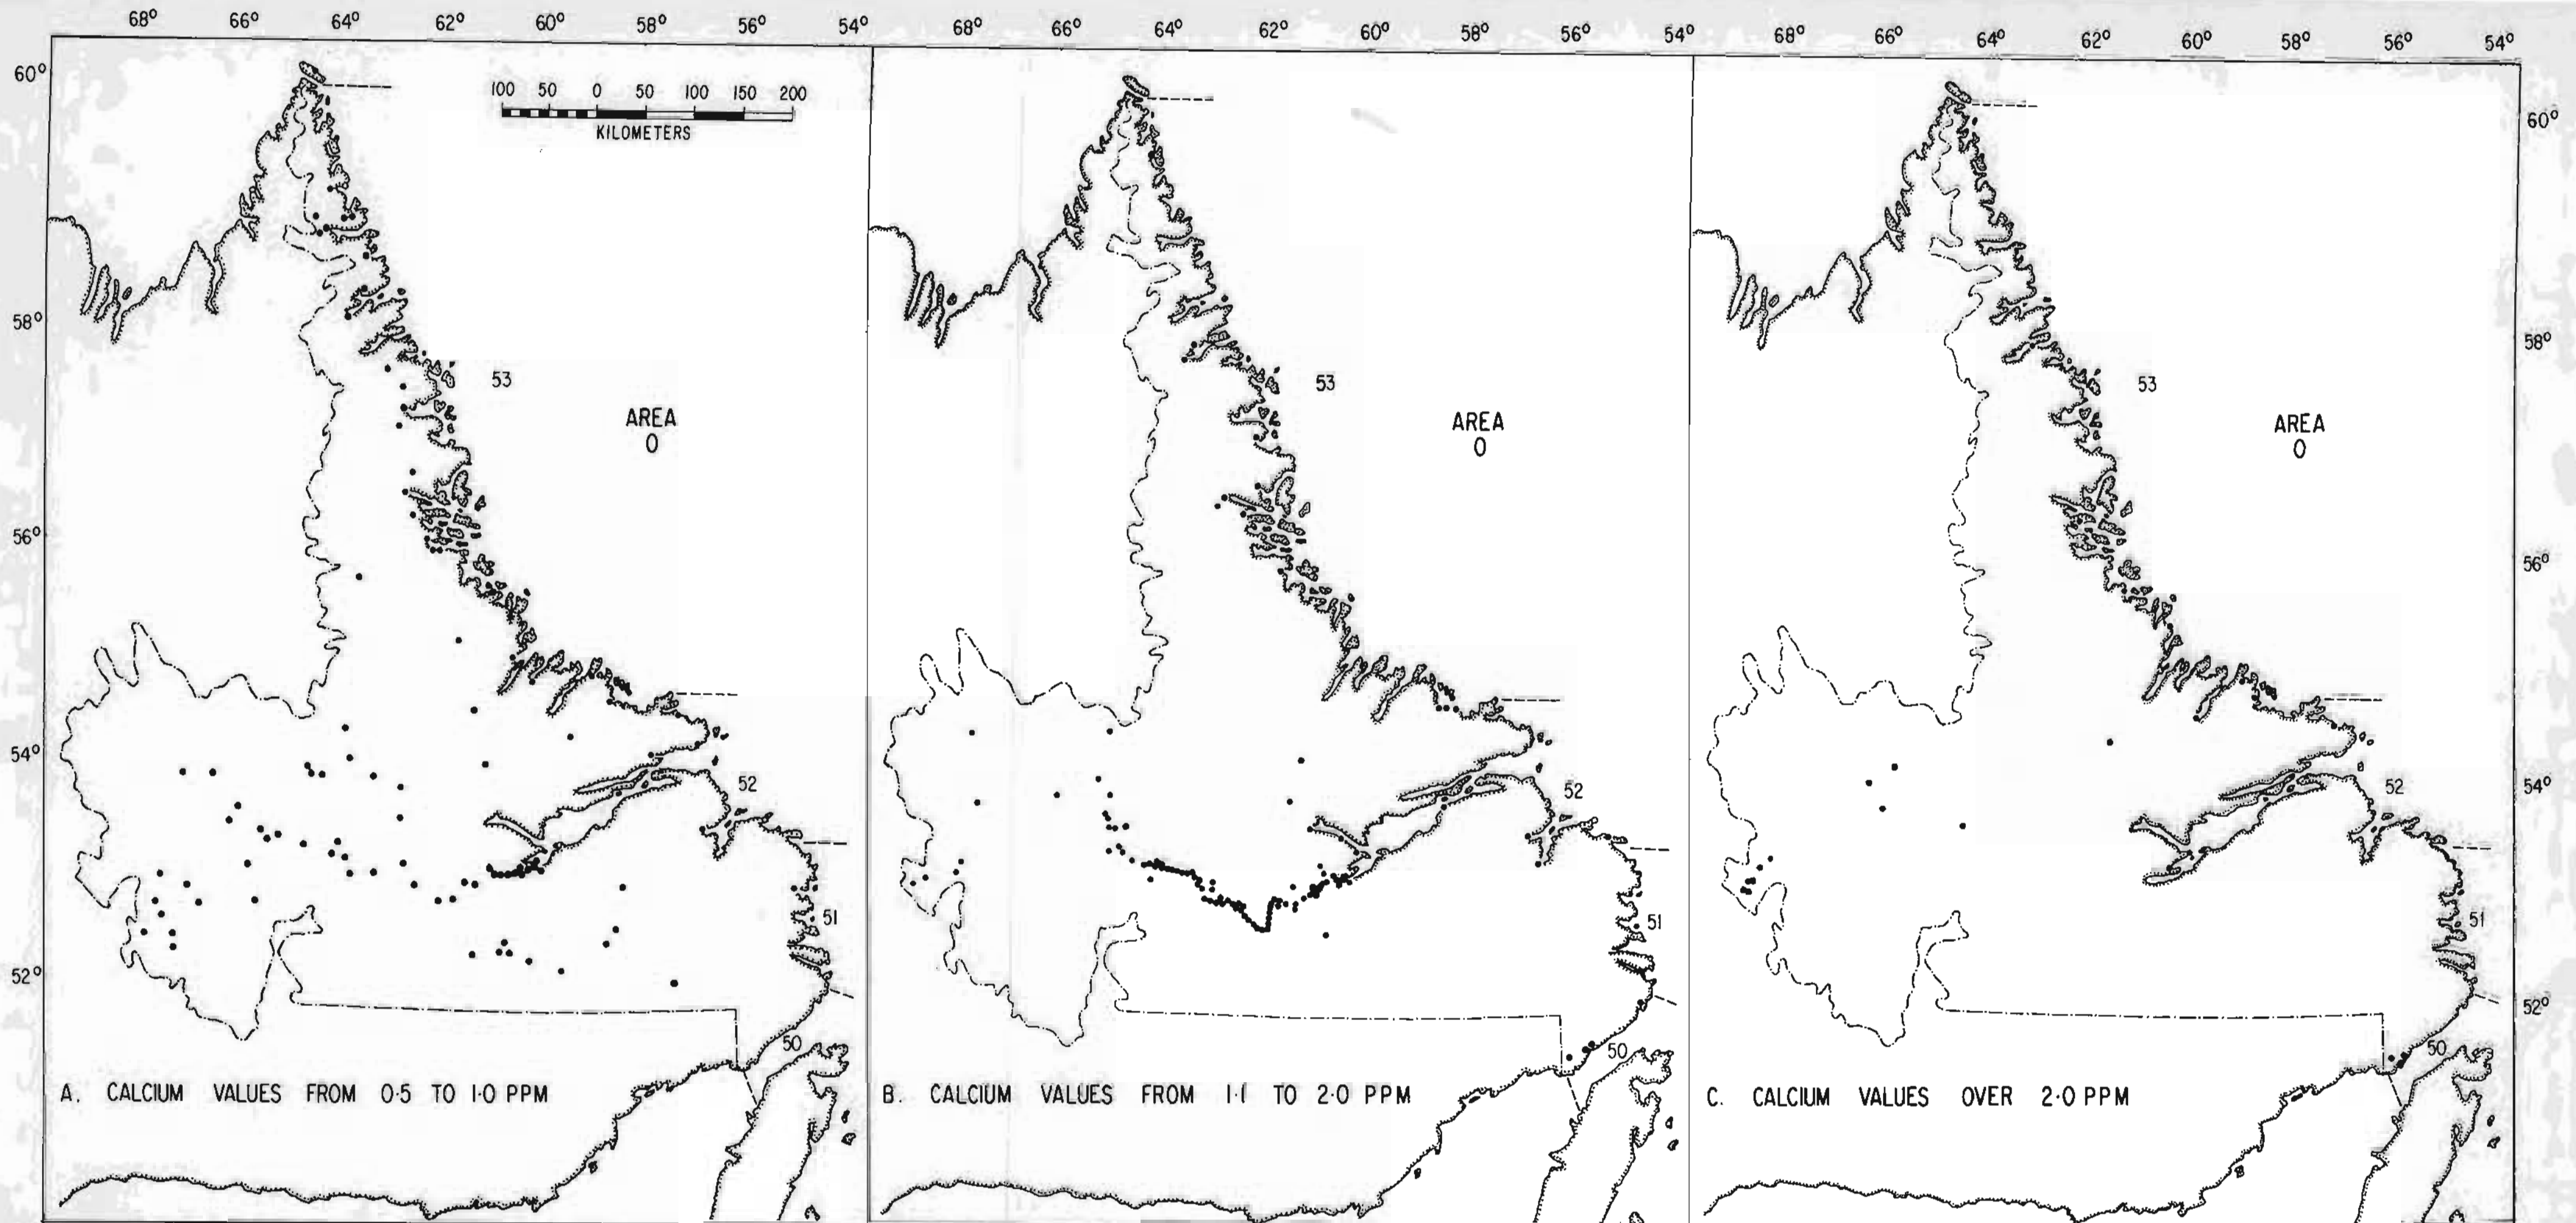 68° 66° 64° 62° 60° 58° 56° 54° 68° 66° 64° 62° 60° 58° 56° 54° 68° 66° 64° 62° 60° 58° 56° 54°
60°
58°
56°
54°
52°
100 50 0 50 100 150 200
KILOMETERS
53
AREA
0
52
51
50
A. CALCIUM VALUES FROM 0·5 TO 1·0 PPM
53
AREA
0
52
51
50
B. CALCIUM VALUES FROM 1·1 TO 2·0 PPM
53
AREA
0
52
51
50
C. CALCIUM VALUES OVER 2·0 PPM
60°
58°
56°
54°
52°